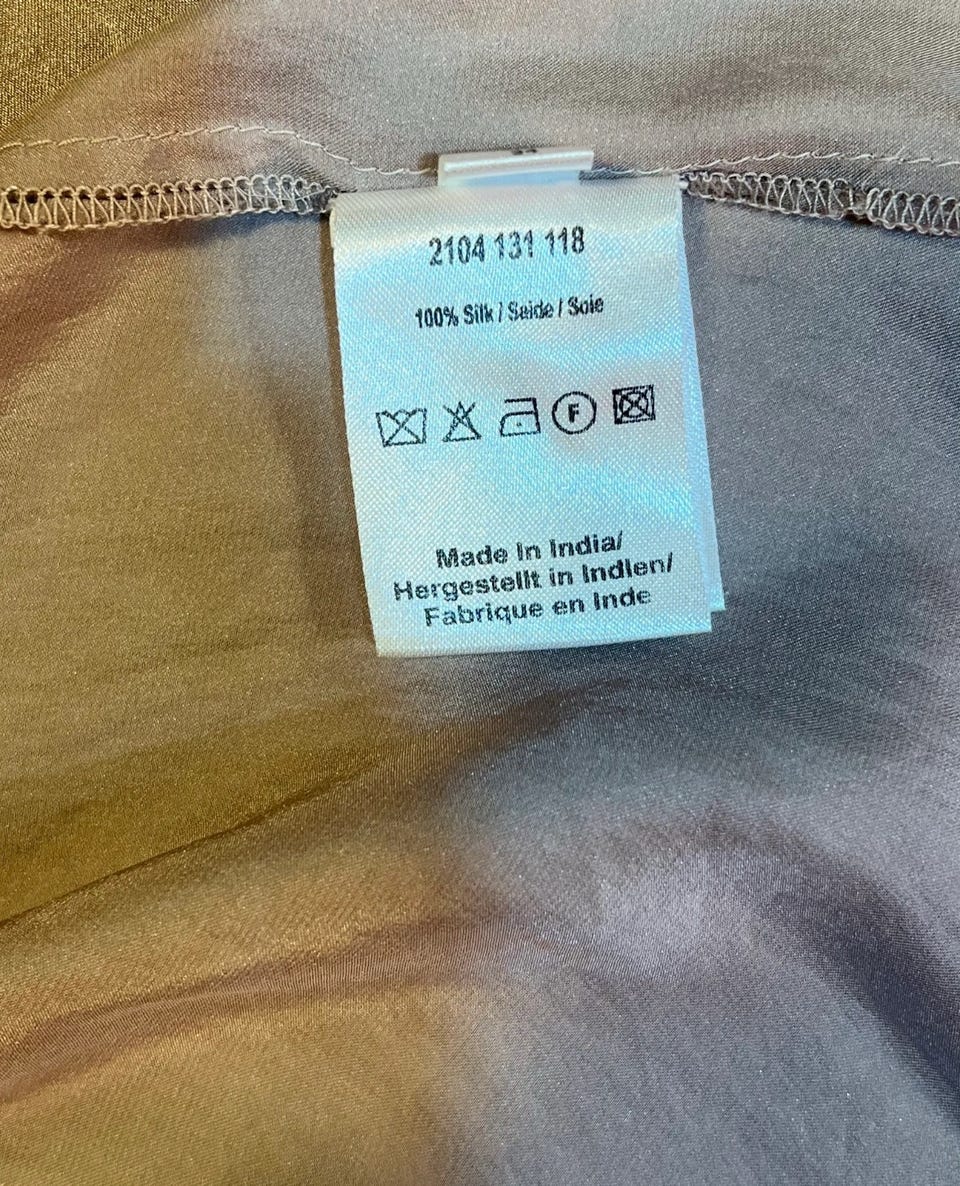 2104 131 118
100% Silk / Seide / Soie
F
Made In India/
Hergestellt in Indien/
Fabrique en Inde